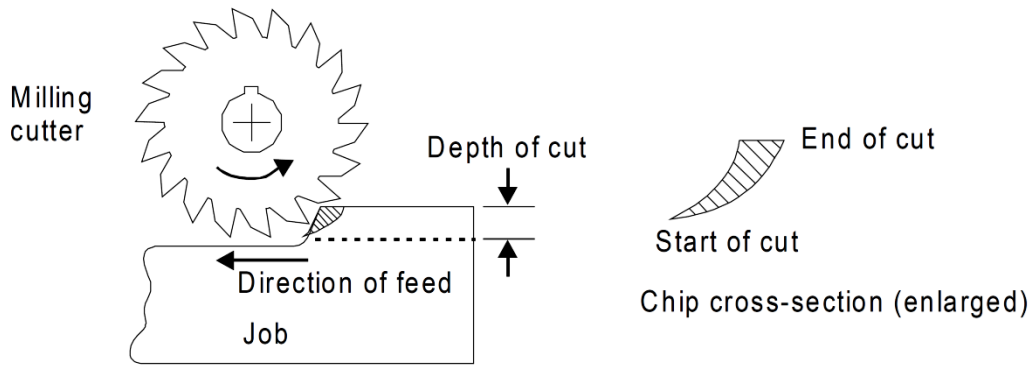 Milling
cutter
Depth of cut
End of cut
Start of cut
Direction of feed
Chip cross-section (enlarged)
Job